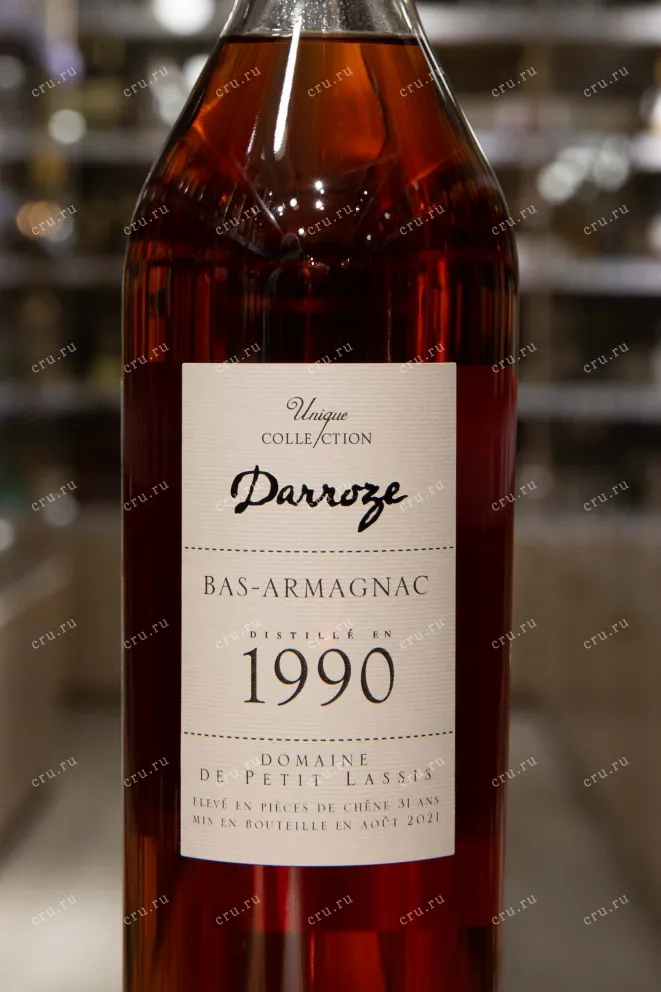 Unique
COLLECTION
Darroze
BAS-ARMAGNAC
DISTILLÉ EN
1990
DOMAINE
DE PETIT LASSIS
ELEVÉ EN PIÈCES DE CHÊNE 31 ANS
MIS EN BOUTEILLE EN AOÛT 2021
cru.ru